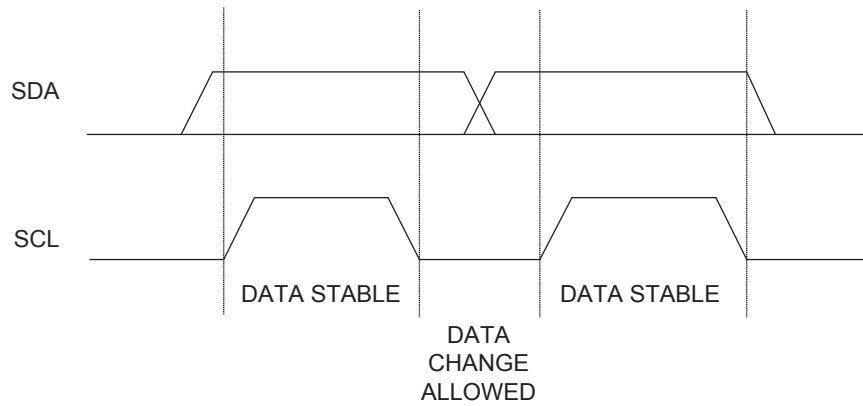 SDA
SCL
DATA STABLE
DATA STABLE
DATA
CHANGE
ALLOWED